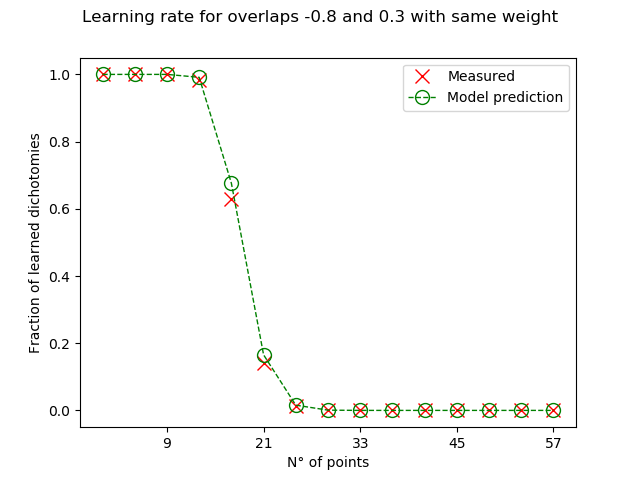 Learning rate for overlaps -0.8 and 0.3 with same weight
Measured
Model prediction
Fraction of learned dichotomies
1.0
0.8
0.6
0.4
0.2
0.0
9 21 33 45 57
N° of points